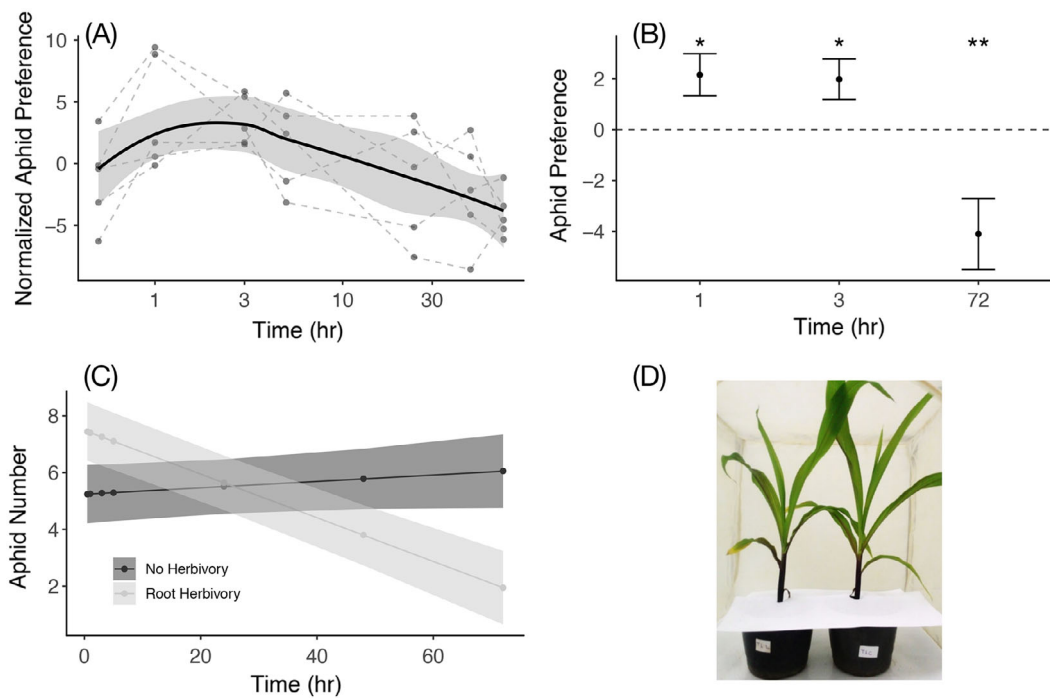 (A)
Normalized Aphid Preference
10
5
0
−5
1 3 10 30
Time (hr)
(B)
* * **
Aphid Preference
2
0
−2
−4
1 3 72
Time (hr)
(C)
Aphid Number
8
6
4
2
No Herbivory
Root Herbivory
0 20 40 60
Time (hr)
(D)